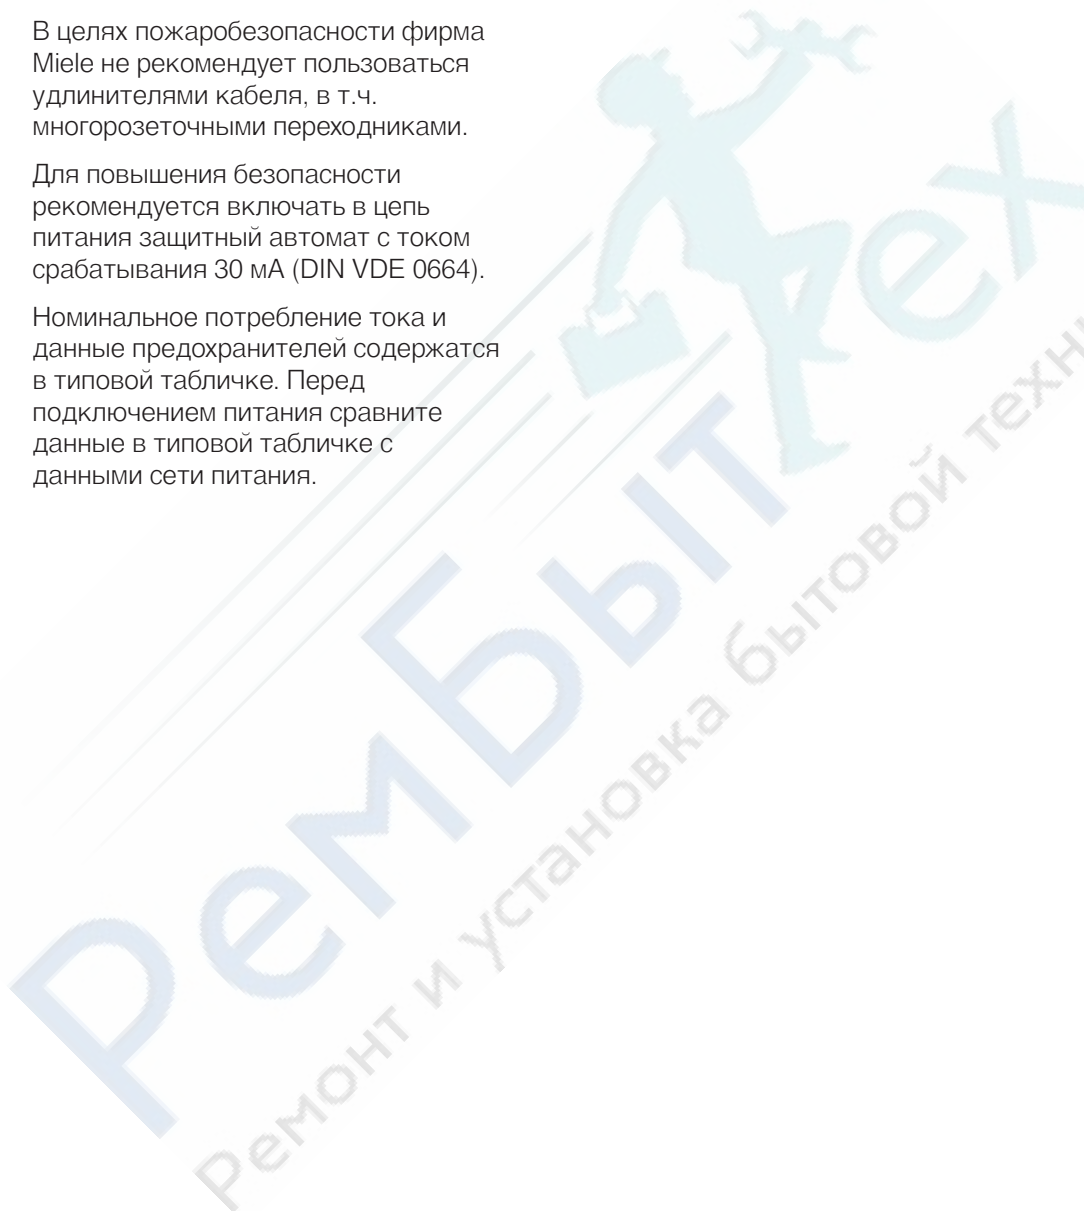 В целях пожаробезопасности фирма
Miele не рекомендует пользоваться
удлинителями кабеля, в т.ч.
многорозеточными переходниками.
Для повышения безопасности
рекомендуется включать в цепь
питания защитный автомат с током
срабатывания 30 мА (DIN VDE 0664).
Номинальное потребление тока и
данные предохранителей содержатся
в типовой табличке. Перед
подключением питания сравните
данные в типовой табличке с
данными сети питания.
РемБытТех
Ремонт и установка бытовой техни